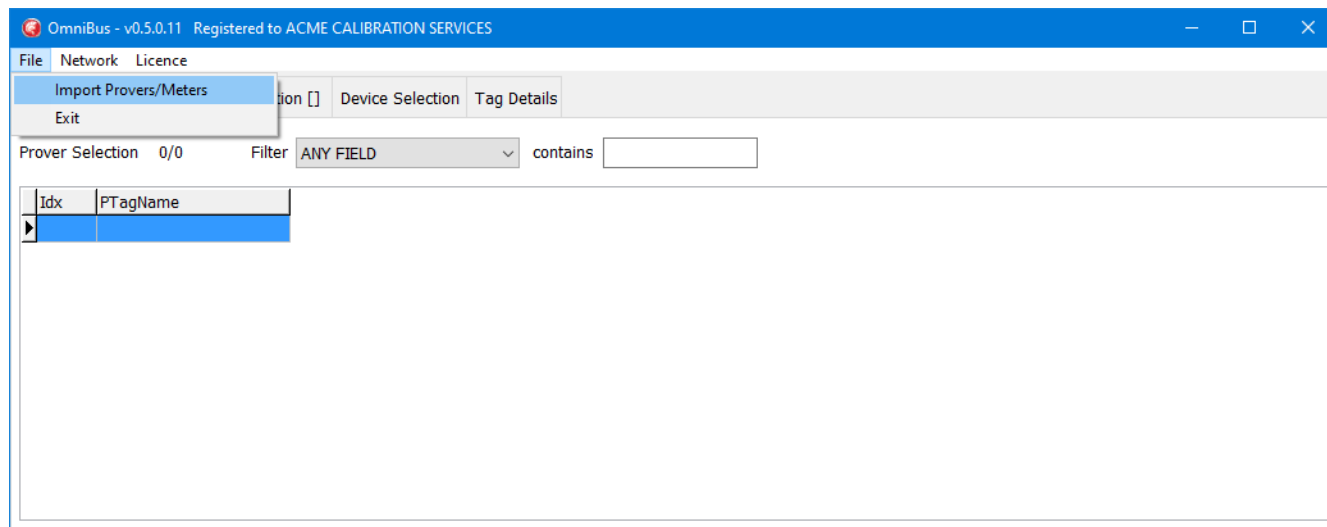 OmniBus - v0.5.0.11 Registered to ACME CALIBRATION SERVICES
File Network Licence
Import Provers/Meters
Exit
[] Device Selection Tag Details
Prover Selection 0/0 Filter ANY FIELD contains
Idx PTagName